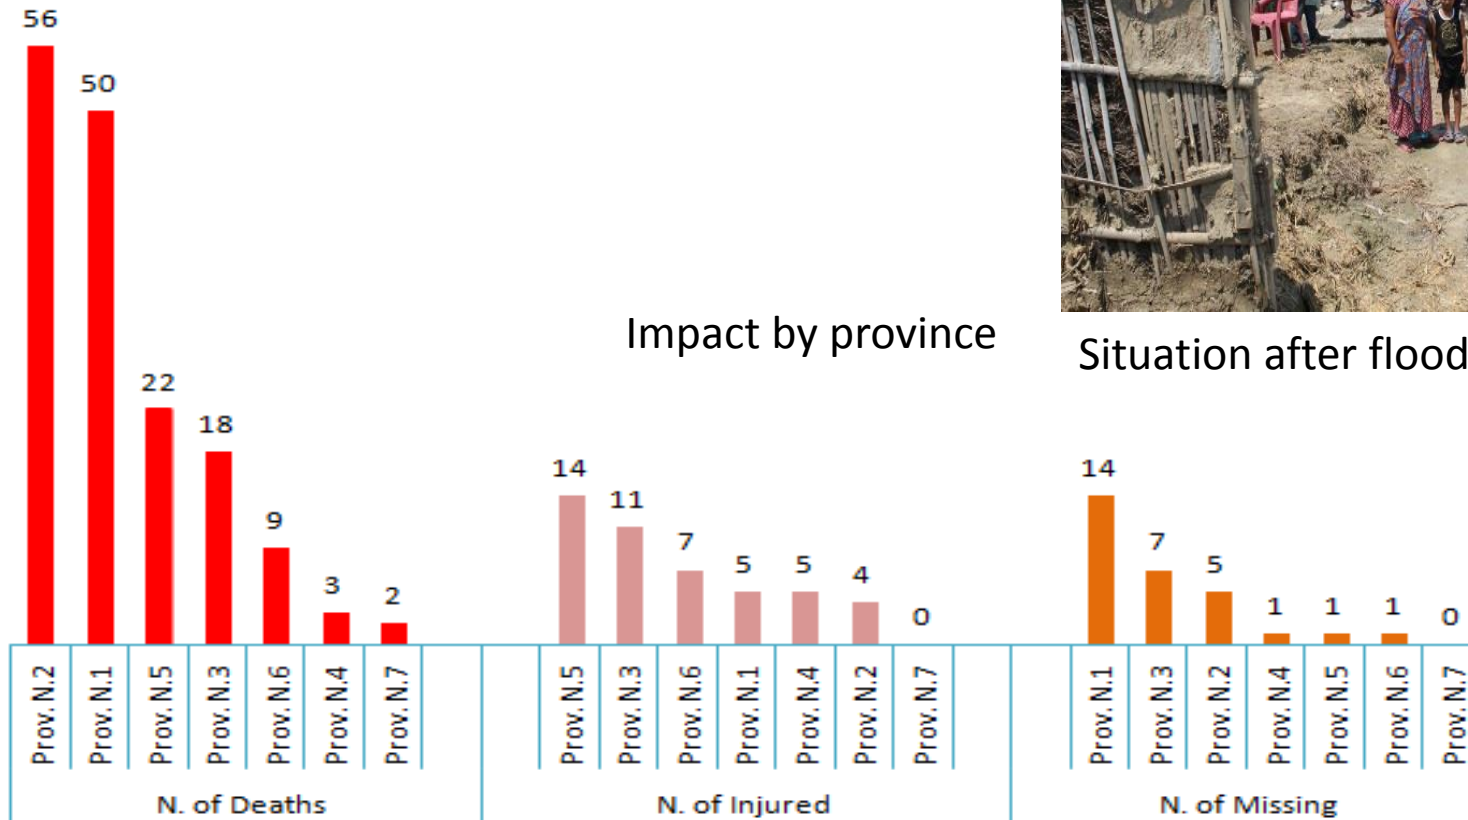 56
50
22
18
9
3
2
14
11
7
5
5
4
0
14
7
5
1
1
1
0
Impact by province
Situation after flood
Prov. N.2
Prov. N.1
Prov. N.5
Prov. N.3
Prov. N.6
Prov. N.4
Prov. N.7
Prov. N.5
Prov. N.3
Prov. N.6
Prov. N.1
Prov. N.4
Prov. N.2
Prov. N.7
Prov. N.1
Prov. N.3
Prov. N.2
Prov. N.4
Prov. N.5
Prov. N.6
Prov. N.7
N. of Deaths
N. of Injured
N. of Missing